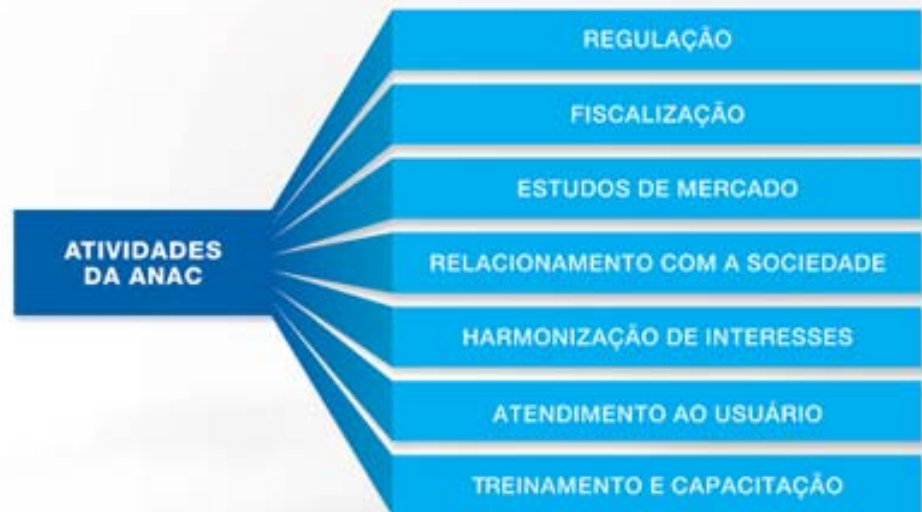 REGULAÇÃO
FISCALIZAÇÃO
ESTUDOS DE MERCADO
ATIVIDADES
DA ANAC
RELACIONAMENTO COM A SOCIEDADE
HARMONIZAÇÃO DE INTERESSES
ATENDIMENTO AO USUÁRIO
TREINAMENTO E CAPACITAÇÃO